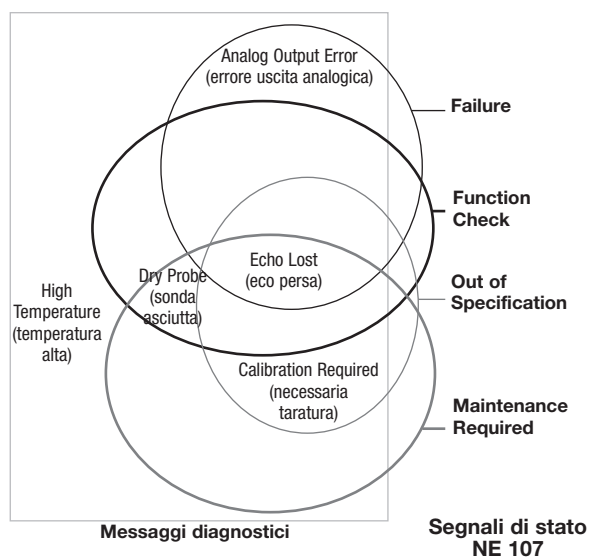 Analog Output Error
(errore uscita analogica)
Failure
Function
Check
Echo Lost
(eco persa)
Dry Probe
(sonda
asciutta)
High
Temperature
(temperatura
alta)
Out of
Specification
Calibration Required
(necessaria
taratura)
Maintenance
Required
Messaggi diagnostici
Segnali di stato
NE 107